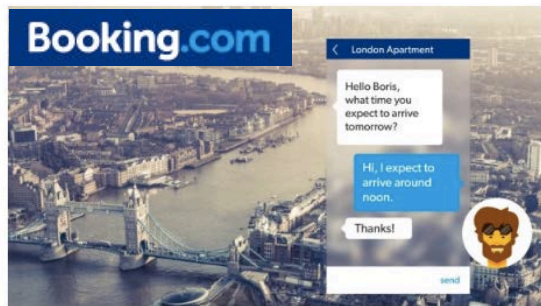 Booking.com
London Apartment
Hello Boris,
what time you
expect to arrive
tomorrow?
Hi, I expect to
arrive around
noon.
Thanks!
send